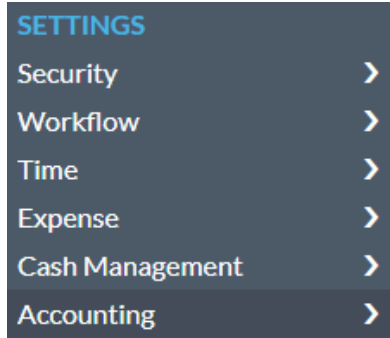 SETTINGS
Security
Workflow
Time
Expense
Cash Management
Accounting